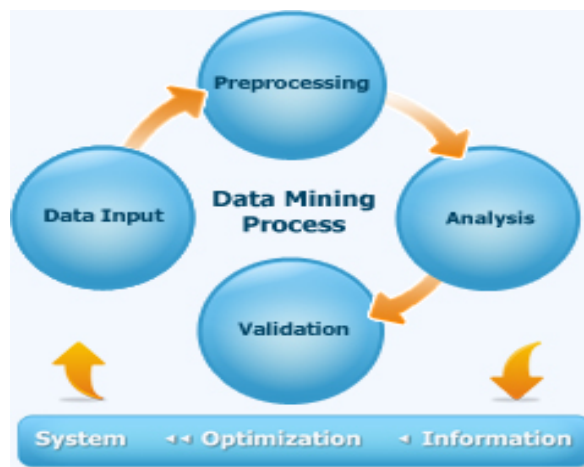 Preprocessing
Data Input
Data Mining
Process
Analysis
Validation
System ◂◂ Optimization ◂ Information